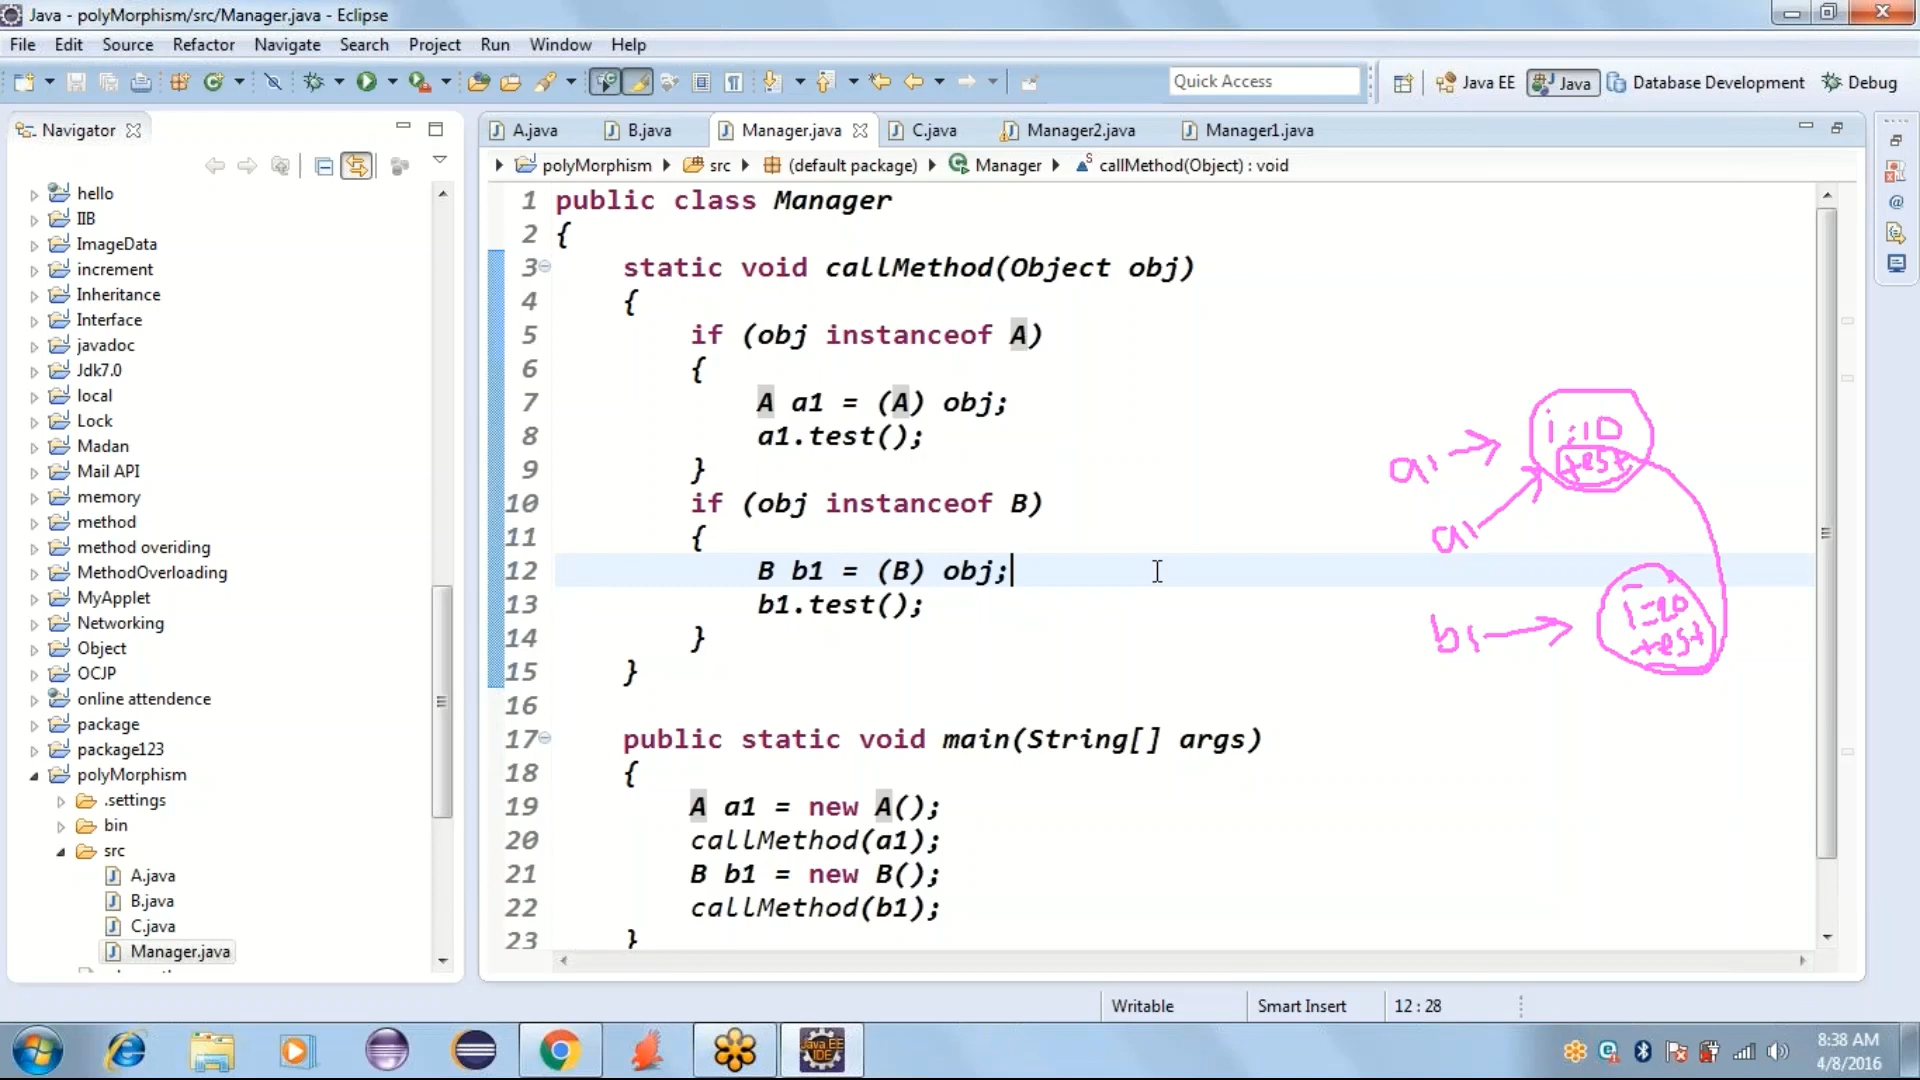 Java - polyMorphism/src/Manager.java - Eclipse
File Edit Source Refactor Navigate Search Project Run Window Help
Quick Access
Java EE
Java
Database Development
Debug
Navigator
A.java
B.java
Manager.java
C.java
Manager2.java
Manager1.java
polyMorphism
src
(default package)
Manager
callMethod(Object) : void
hello
IIB
ImageData
increment
Inheritance
Interface
javadoc
Jdk7.0
local
Lock
Madan
Mail API
memory
method
method overiding
MethodOverloading
MyApplet
Networking
Object
OCJP
online attendence
package
package123
polyMorphism
.settings
bin
src
A.java
B.java
C.java
Manager.java
1 public class Manager
2 {
3 static void callMethod(Object obj)
4 {
5 if (obj instanceof A)
6 {
7 A a1 = (A) obj;
8 a1.test();
9 }
10 if (obj instanceof B)
11 {
12 B b1 = (B) obj;
13 b1.test();
14 }
15 }
16
17 public static void main(String[] args)
18 {
19 A a1 = new A();
20 callMethod(a1);
21 B b1 = new B();
22 callMethod(b1);
23 }
i:10
test
a1
a1
b1
i=20
test
Writable
Smart Insert
12 : 28
Java EE
IDE
8:38 AM
4/8/2016